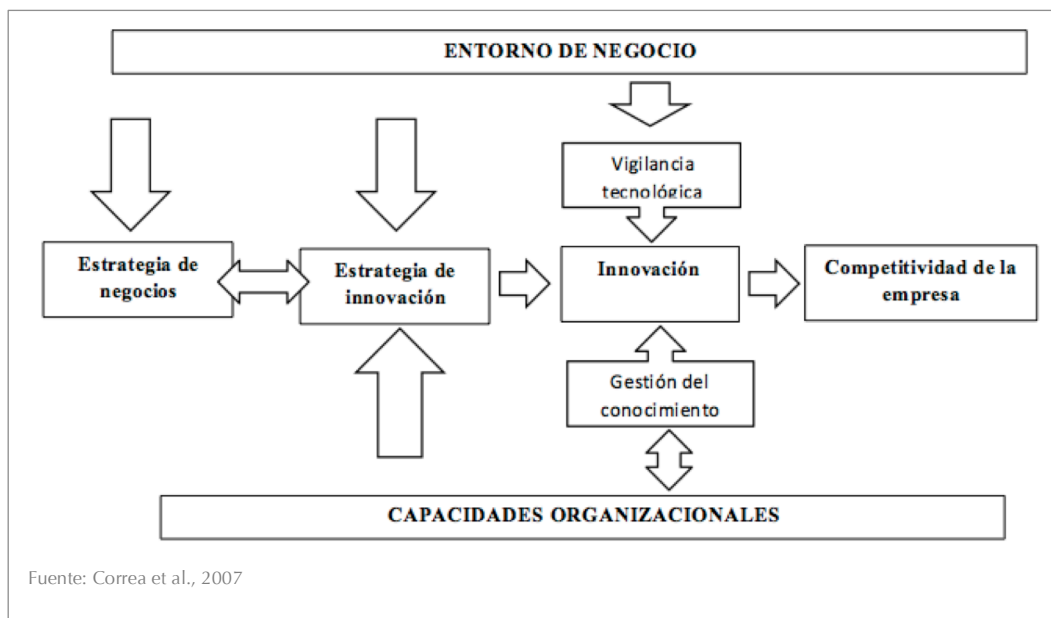 ENTORNO DE NEGOCIO
Vigilancia
tecnológica
Estrategia de
negocios
Estrategia de
innovación
Innovación
Competitividad de la
empresa
Gestión del
conocimiento
CAPACIDADES ORGANIZACIONALES
Fuente: Correa et al., 2007